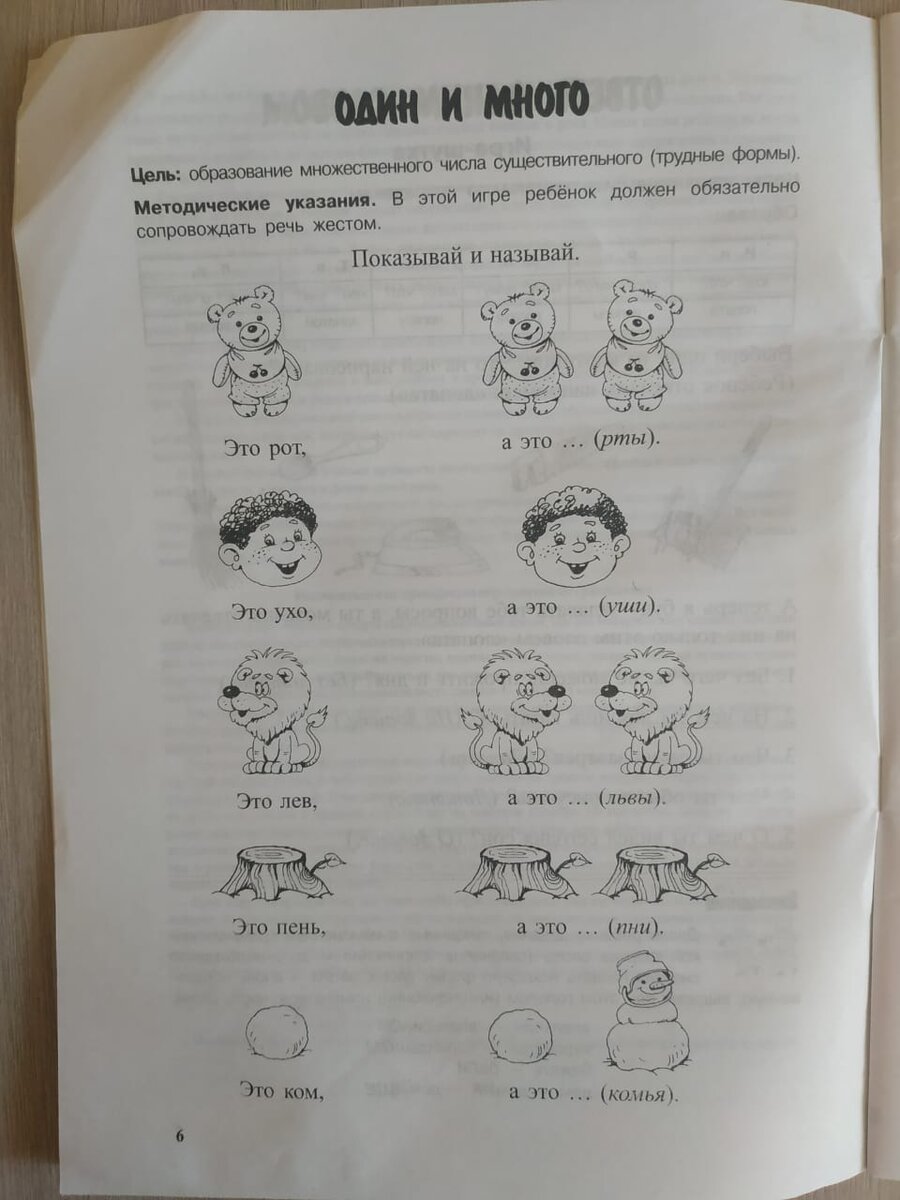 ОДИН И МНОГО
Цель: образование множественного числа существительного (трудные формы).
Методические указания. В этой игре ребёнок должен обязательно
сопровождать речь жестом.
Показывай и называй.
Это рот, а это ... (рты).
Это ухо, а это ... (уши).
Это лев, а это ... (львы).
Это пень, а это ... (пни).
Это ком, а это ... (комья).
6